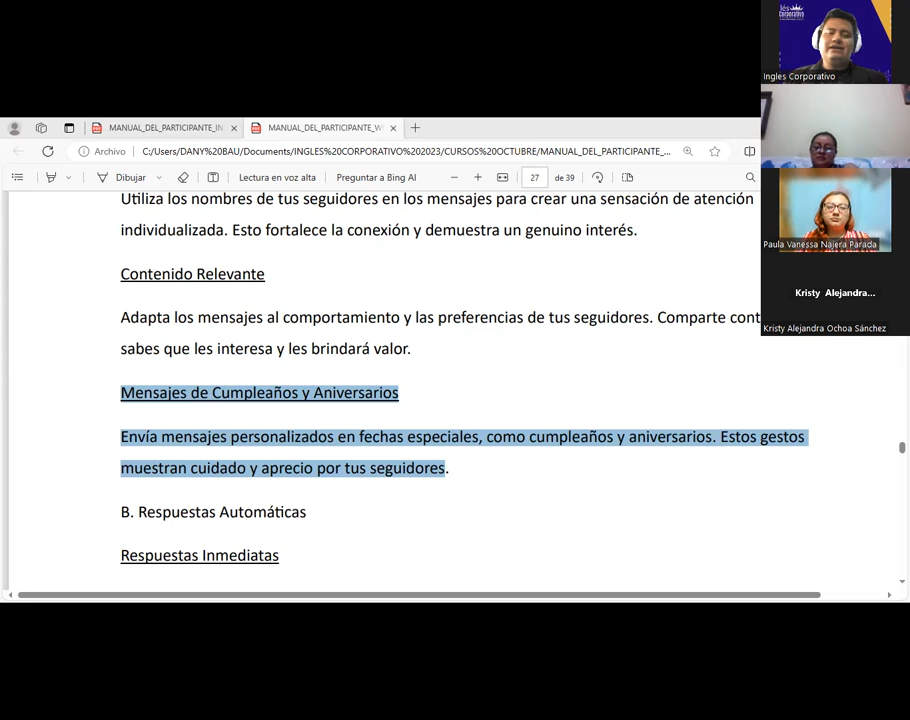 lés
Corporativo
Ingles Corporativo
MANUAL_DEL_PARTICIPANTE_IN
MANUAL_DEL_PARTICIPANTE_W
Archivo
C:/Users/DANY%20BAU/Documents/INGLES%20CORPORATIVO%202023/CURSOS%20OCTUBRE/MANUAL_DEL_PARTICIPANTE_...
Dibujar
Lectura en voz alta
Preguntar a Bing AI
27
de 39
Utiliza los nombres de tus seguidores en los mensajes para crear una sensación de atención
individualizada. Esto fortalece la conexión y demuestra un genuino interés.
Paula Vanessa Najera Parada
Contenido Relevante
Kristy Alejandra...
Adapta los mensajes al comportamiento y las preferencias de tus seguidores. Comparte cont
Kristy Alejandra Ochoa Sánchez
sabes que les interesa y les brindará valor.
Mensajes de Cumpleaños y Aniversarios
Envía mensajes personalizados en fechas especiales, como cumpleaños y aniversarios. Estos gestos
muestran cuidado y aprecio por tus seguidores.
B. Respuestas Automáticas
Respuestas Inmediatas